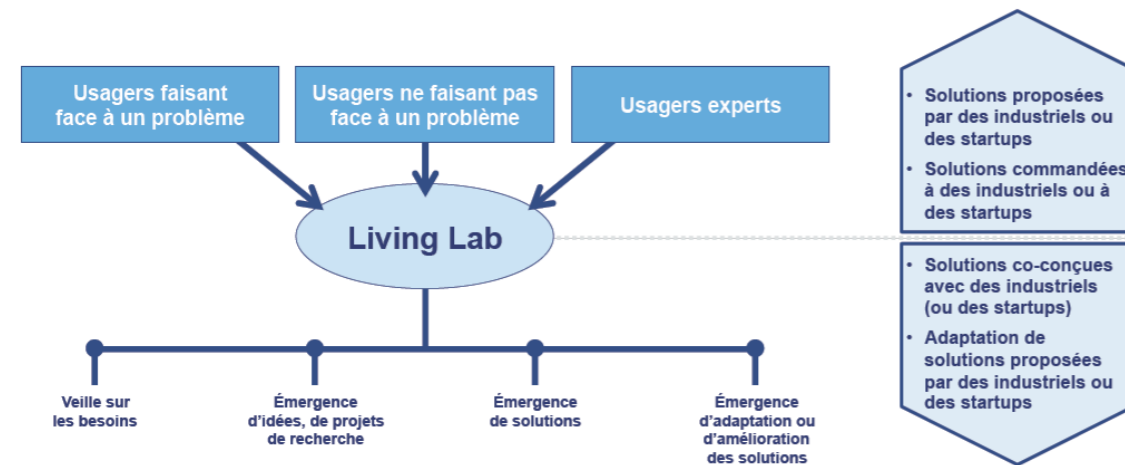 Usagers faisant
face à un problème
Usagers ne faisant pas
face à un problème
Usagers experts
Living Lab
Veille sur
les besoins
Émergence
d'idées, de projets
de recherche
Émergence
de solutions
Émergence
d'adaptation ou
d'amélioration
des solutions
• Solutions proposées
par des industriels ou
des startups
• Solutions commandées
à des industriels ou à
des startups
• Solutions co-conçues
avec des industriels
(ou des startups)
• Adaptation de
solutions proposées
par des industriels ou
des startups